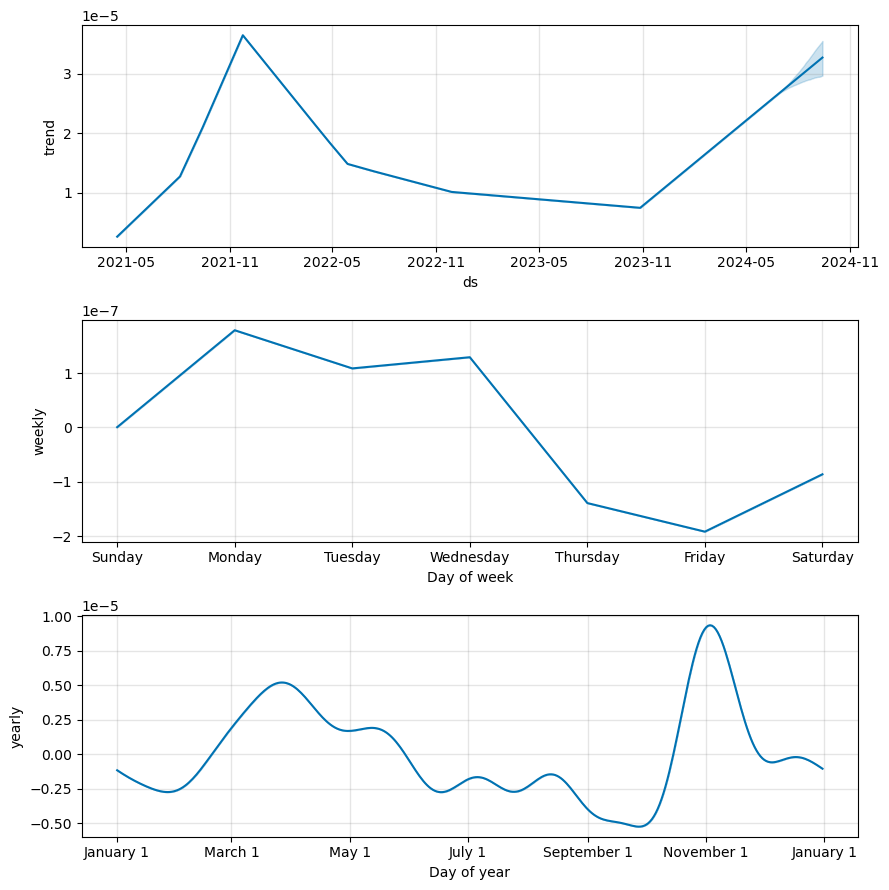 1e−5
trend
3
2
1
2021-05 2021-11 2022-05 2022-11 2023-05 2023-11 2024-05 2024-11
ds
1e−7
weekly
1
0
−1
−2
Sunday Monday Tuesday Wednesday Thursday Friday Saturday
Day of week
1e−5
yearly
1.00
0.75
0.50
0.25
0.00
−0.25
−0.50
January 1 March 1 May 1 July 1 September 1 November 1 January 1
Day of year